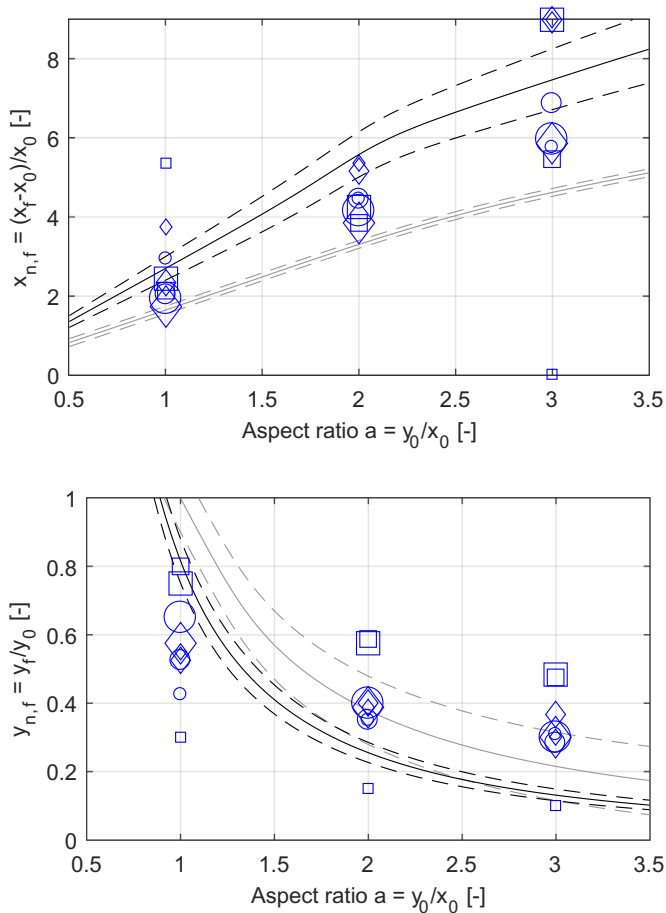 8
6
4
2
0
x_{n,f} = (x_f-x_0)/x_0 [-]
0.5 1 1.5 2 2.5 3 3.5
Aspect ratio a = y_0/x_0 [-]
1
0.8
0.6
0.4
0.2
0
y_{n,f} = y_f/y_0 [-]
0.5 1 1.5 2 2.5 3 3.5
Aspect ratio a = y_0/x_0 [-]